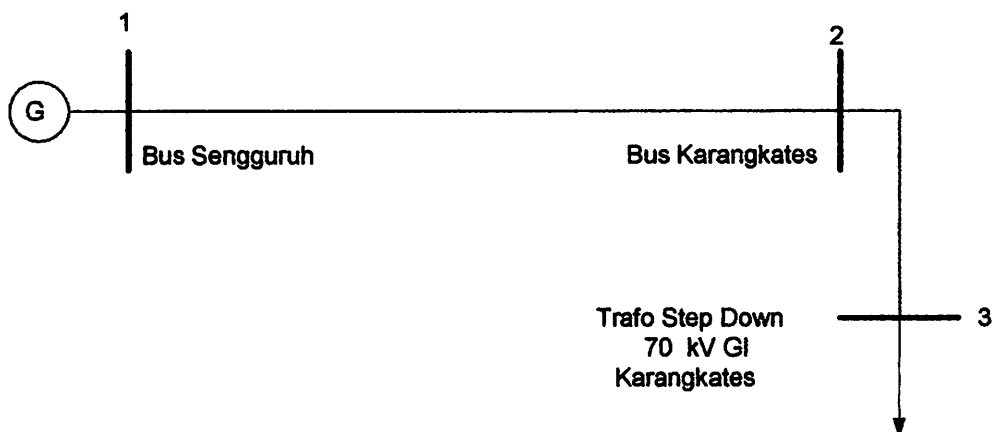 1
2
G
Bus Sengguruh
Bus Karangkates
Trafo Step Down
70 kV GI
Karangkates
3